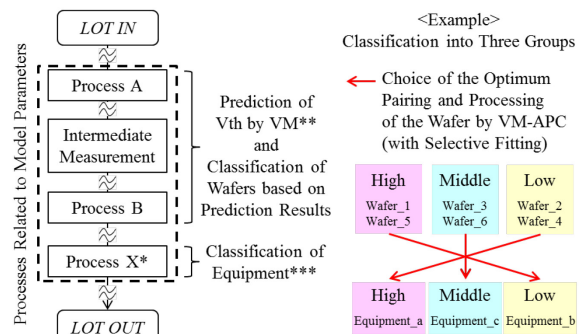 LOT IN
Processes Related to Model Parameters
Process A
Intermediate
Measurement
Process B
Process X*
LOT OUT
Prediction of
Vth by VM**
and
Classification of
Wafers based on
Prediction Results
Classification of
Equipment***
<Example>
Classification into Three Groups
Choice of the Optimum
Pairing and Processing
of the Wafer by VM-APC
(with Selective Fitting)
High
Wafer_1
Wafer_5
Middle
Wafer_3
Wafer_6
Low
Wafer_2
Wafer_4
High
Equipment_a
Middle
Equipment_c
Low
Equipment_b